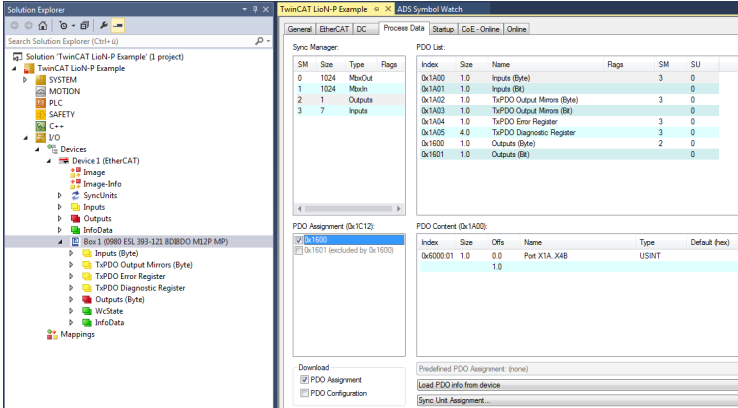 Solution Explorer
Search Solution Explorer (Ctrl+ü)
Solution 'TwinCAT LioN-P Example' (1 project)
TwinCAT LioN-P Example
SYSTEM
MOTION
PLC
SAFETY
C++
I/O
Devices
Device 1 (EtherCAT)
Image
Image-Info
SyncUnits
Inputs
Outputs
InfoData
Box 1 (0980 ESL 393-121 8DI8DO M12P MP)
Inputs (Byte)
TxPDO Output Mirrors (Byte)
TxPDO Error Register
TxPDO Diagnostic Register
Outputs (Byte)
WcState
InfoData
Mappings
TwinCAT LioN-P Example ADS Symbol Watch
General EtherCAT DC Process Data Startup CoE - Online Online
Sync Manager:
SM Size Type Flags
0 1024 MbxOut
1 1024 MbxIn
2 1 Outputs
3 7 Inputs
PDO List:
Index Size Name Flags SM SU
0x1A00 1.0 Inputs (Byte) 3 0
0x1A01 1.0 Inputs (Bit) 0
0x1A02 1.0 TxPDO Output Mirrors (Byte) 3 0
0x1A03 1.0 TxPDO Output Mirrors (Bit) 0
0x1A04 1.0 TxPDO Error Register 3 0
0x1A05 4.0 TxPDO Diagnostic Register 3 0
0x1600 1.0 Outputs (Byte) 2 0
0x1601 1.0 Outputs (Bit) 0
PDO Assignment (0x1C12):
0x1600
0x1601 (excluded by 0x1600)
PDO Content (0x1A00):
Index Size Offs Name Type Default (hex)
0x6000:01 1.0 0.0 Port X1A..X4B USINT
1.0
Download
PDO Assignment
PDO Configuration
Predefined PDO Assignment: (none)
Load PDO info from device
Sync Unit Assignment...